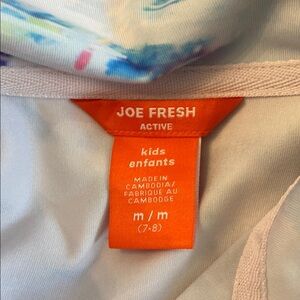 JOE FRESH
ACTIVE
kids
enfants
MADE IN
CAMBODIA/
FABRIQUÉ AU
CAMBODGE
m / m
(7-8)